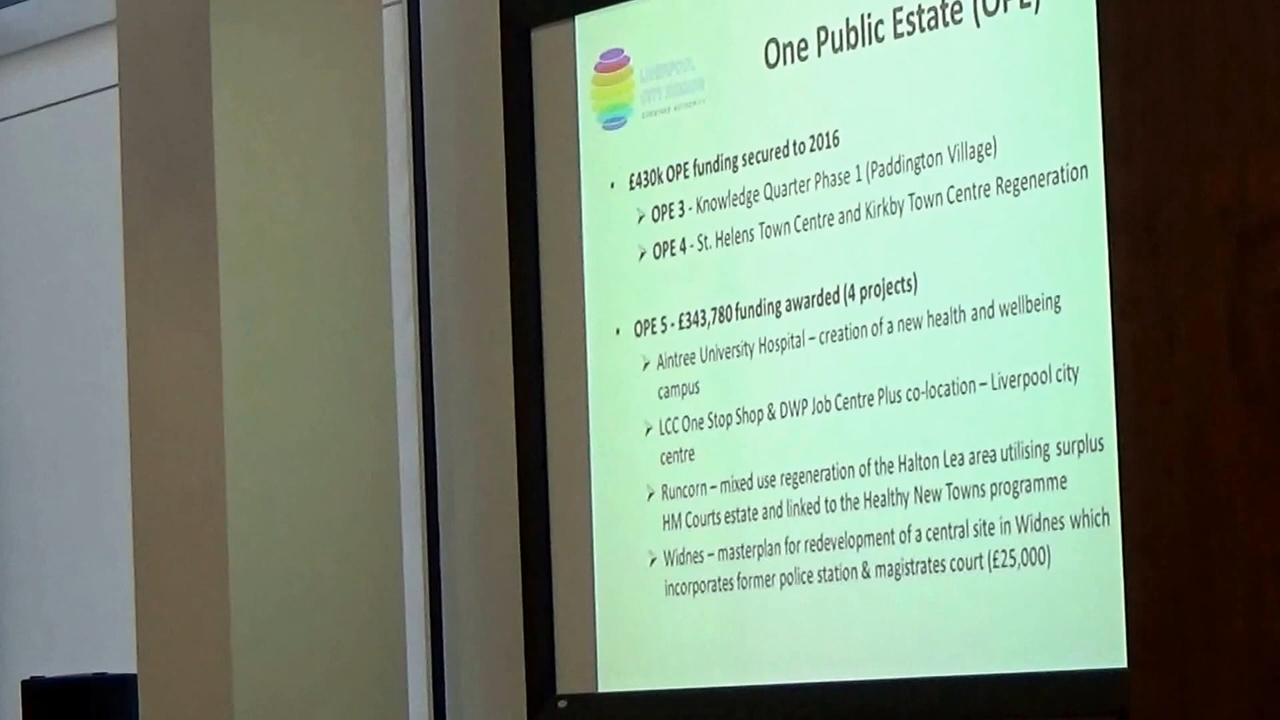 One Public Estate (OPE)
LIVERPOOL
CITY REGION
COMBINED AUTHORITY
• £430k OPE funding secured to 2016
➢ OPE 3 - Knowledge Quarter Phase 1 (Paddington Village)
➢ OPE 4 - St. Helens Town Centre and Kirkby Town Centre Regeneration
• OPE 5 - £343,780 funding awarded (4 projects)
➢ Aintree University Hospital – creation of a new health and wellbeing
campus
➢ LCC One Stop Shop & DWP Job Centre Plus co-location – Liverpool city
centre
➢ Runcorn – mixed use regeneration of the Halton Lea area utilising surplus
HM Courts estate and linked to the Healthy New Towns programme
➢ Widnes – masterplan for redevelopment of a central site in Widnes which
incorporates former police station & magistrates court (£25,000)